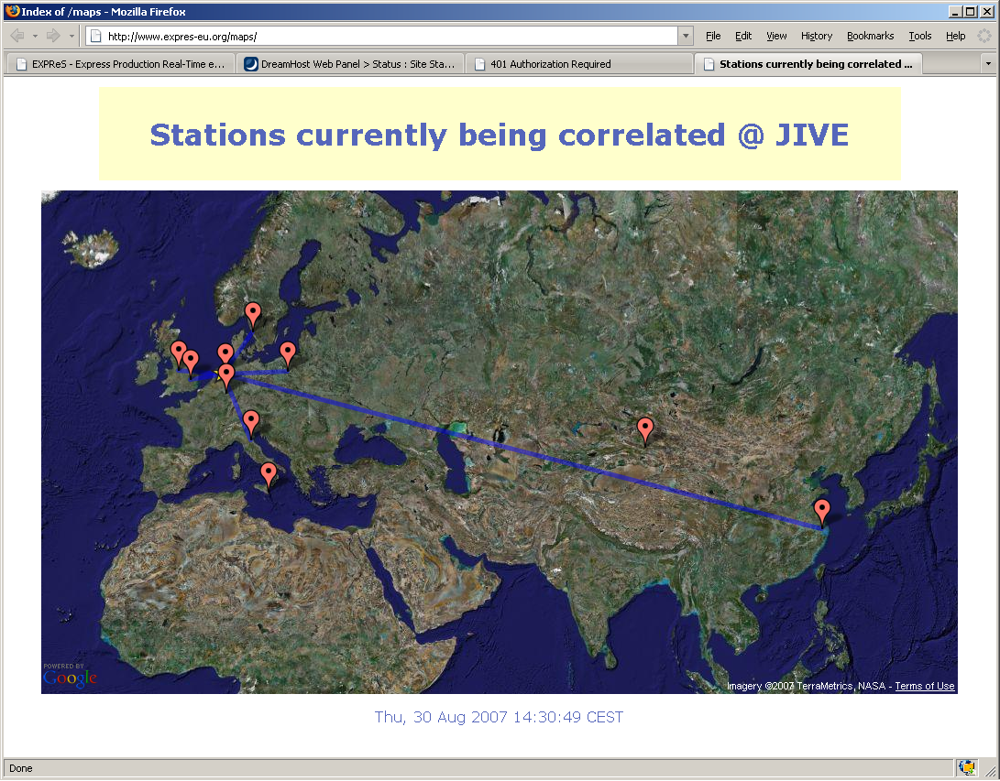 Index of /maps - Mozilla Firefox
http://www.expres-eu.org/maps/
File Edit View History Bookmarks Tools Help
EXPReS - Express Production Real-Time e... DreamHost Web Panel > Status : Site Sta... 401 Authorization Required Stations currently being correlated ...
Stations currently being correlated @ JIVE
POWERED BY
Google
Imagery ©2007 TerraMetrics, NASA - Terms of Use
Thu, 30 Aug 2007 14:30:49 CEST
Done